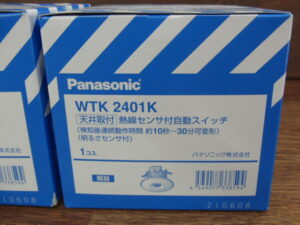 Panasonic
WTK 2401K
[天井取付] 熱線センサ付自動スイッチ
(検知後連続動作時間 約10秒~30分可変形)
(明るさセンサ付)
1コ入
パナソニック株式会社
210608
210608